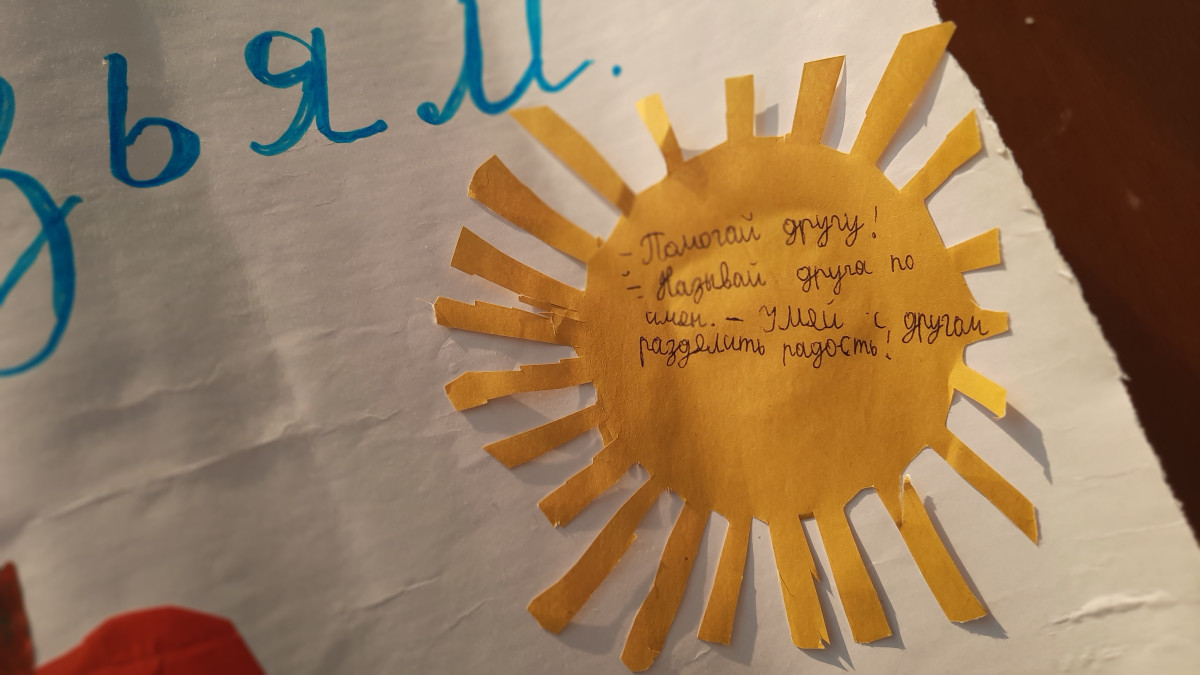 зьям.
- Помогай другу!
- Называй друга по
имен. - Умей с другом
разделить радость!